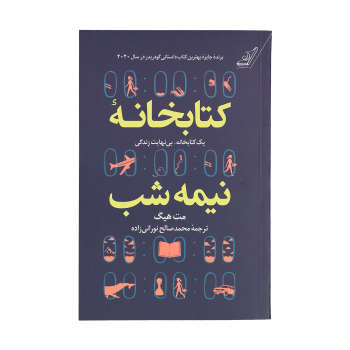 برنده جایزه بهترین کتاب داستانی گودریدز در سال ۲۰۲۰
کتابخانهٔ
یک کتابخانه. بی‌نهایت زندگی
نیمه شب
مت هیگ
ترجمه محمدصالح نورانی‌زاده